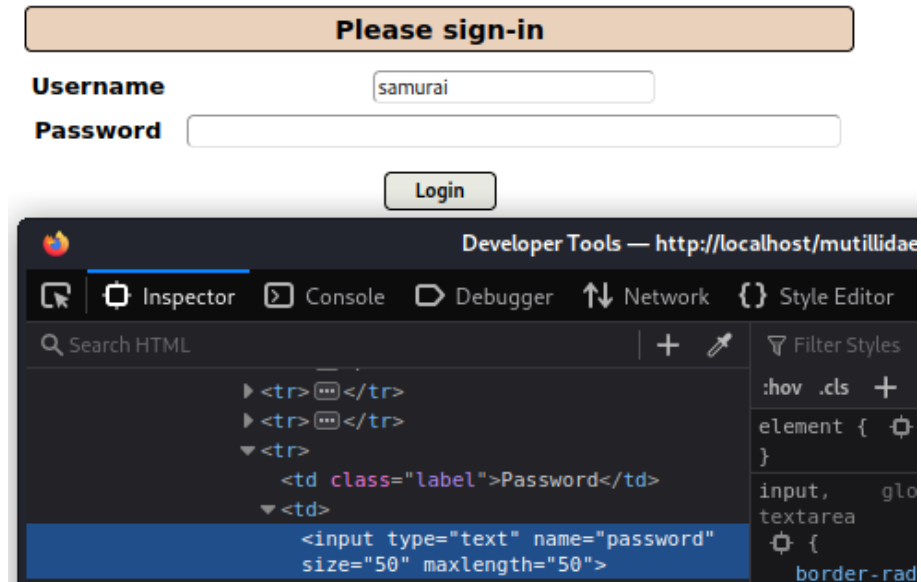 Please sign-in
Username samurai
Password
Login
Developer Tools — http://localhost/mutillidae
Inspector Console Debugger Network {} Style Editor
Search HTML + Filter Styles
<tr>⋯</tr> :hov .cls +
<tr>⋯</tr>
element {
<tr>
}
<td class="label">Password</td>
input, glo
<td>
textarea
<input type="text" name="password"
{
size="50" maxlength="50">
border-rad